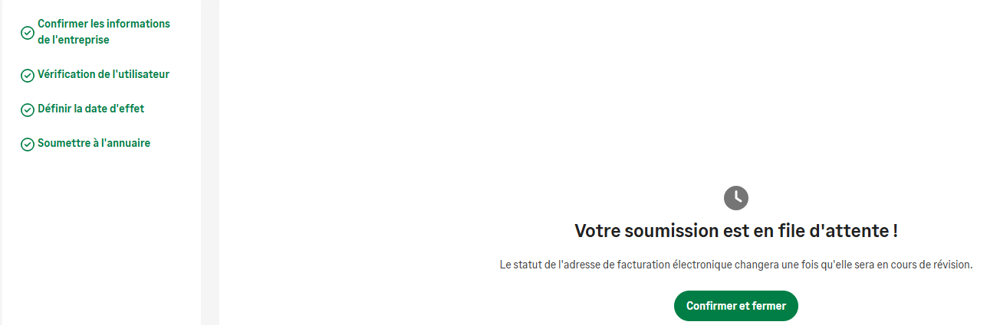 Confirmer les informations
de l'entreprise
Vérification de l'utilisateur
Définir la date d'effet
Soumettre à l'annuaire
Votre soumission est en file d'attente !
Le statut de l'adresse de facturation électronique changera une fois qu'elle sera en cours de révision.
Confirmer et fermer